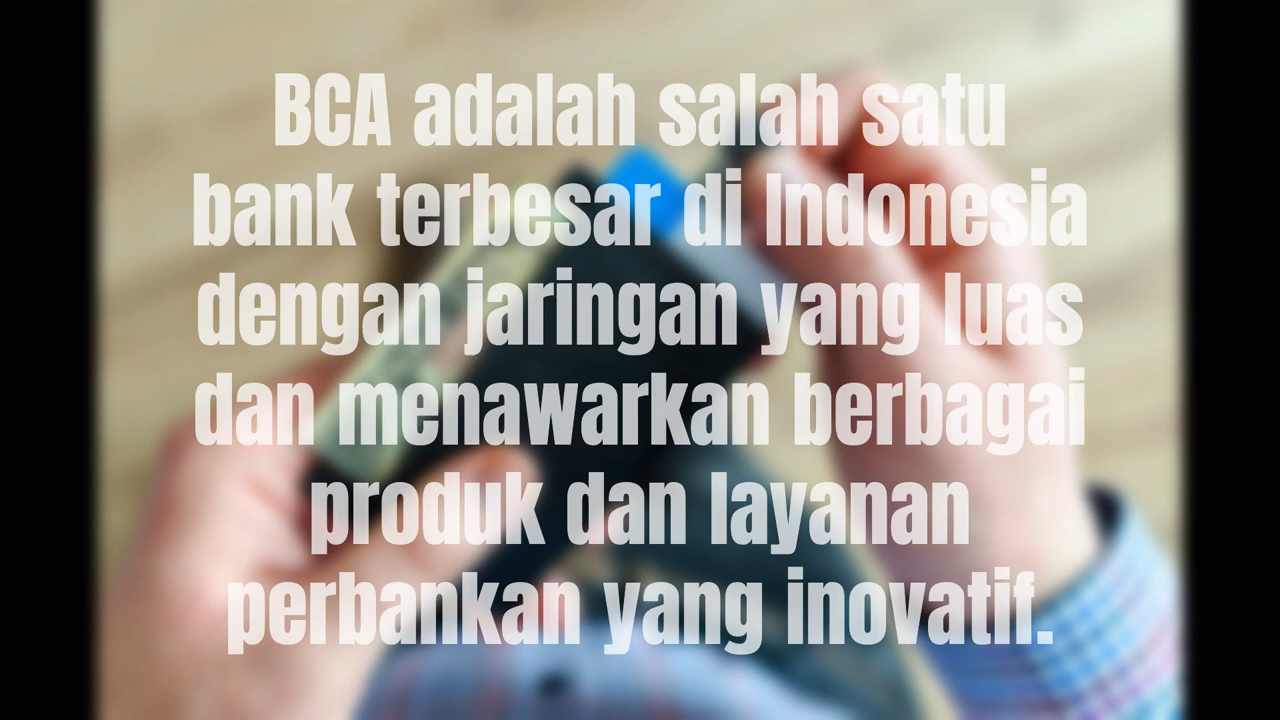 BCA adalah salah satu
bank terbesar di Indonesia
dengan jaringan yang luas
dan menawarkan berbagai
produk dan layanan
perbankan yang inovatif.